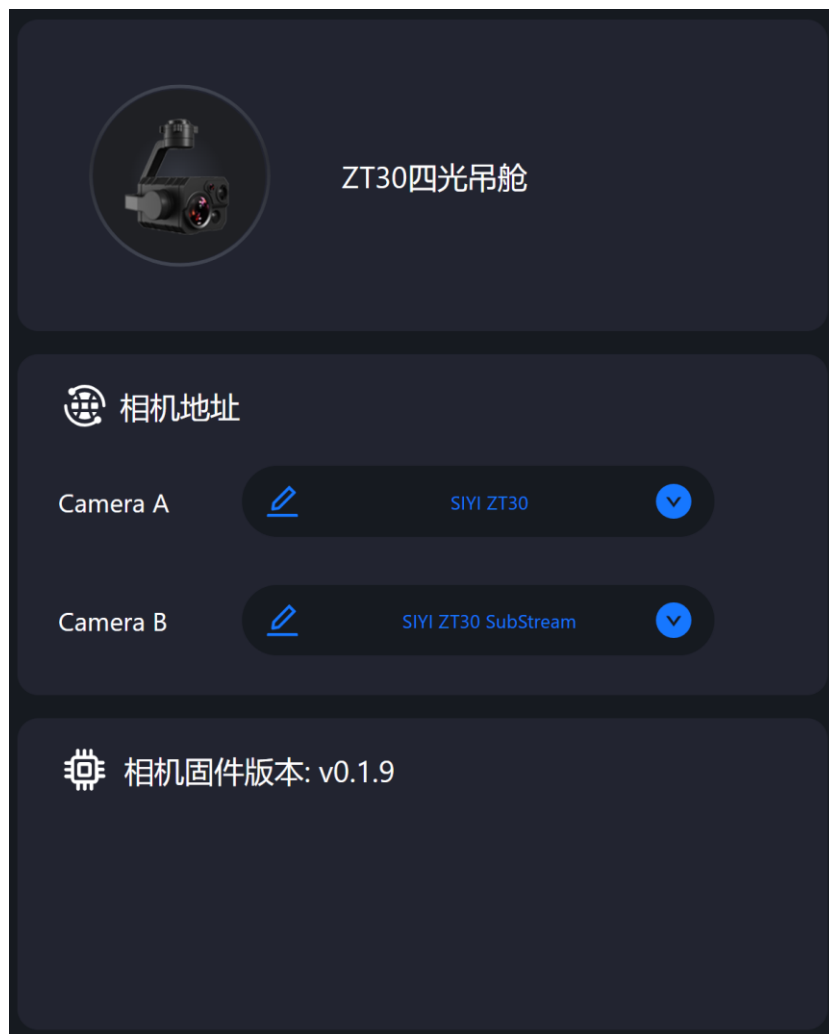 ZT30四光吊舱
相机地址
Camera A
SIYI ZT30
Camera B
SIYI ZT30 SubStream
相机固件版本: v0.1.9